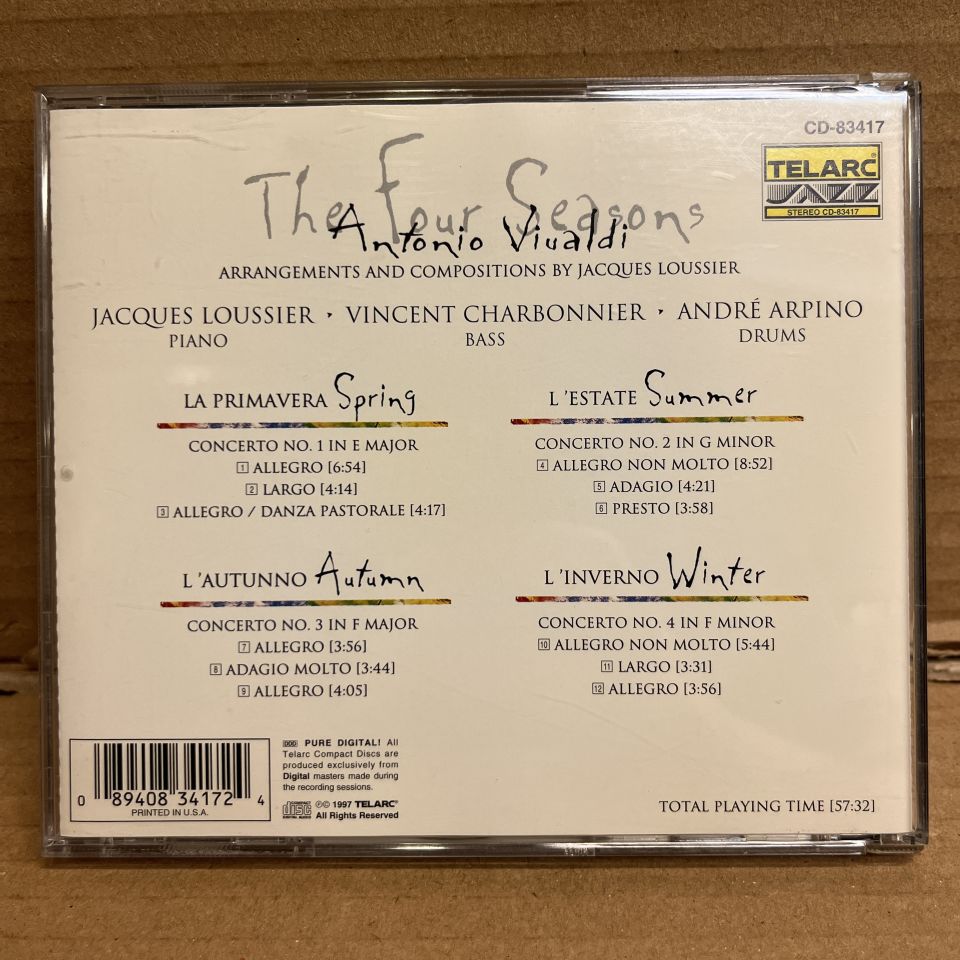 CD-83417
TELARC®
JAZZ
STEREO CD-83417
The Four Seasons
Antonio Vivaldi
ARRANGEMENTS AND COMPOSITIONS BY JACQUES LOUSSIER
JACQUES LOUSSIER · VINCENT CHARBONNIER · ANDRÉ ARPINO
PIANO BASS DRUMS
LA PRIMAVERA Spring
CONCERTO NO. 1 IN E MAJOR
1 ALLEGRO [6:54]
2 LARGO [4:14]
3 ALLEGRO / DANZA PASTORALE [4:17]
L'ESTATE Summer
CONCERTO NO. 2 IN G MINOR
4 ALLEGRO NON MOLTO [8:52]
5 ADAGIO [4:21]
6 PRESTO [3:58]
L'AUTUNNO Autumn
CONCERTO NO. 3 IN F MAJOR
7 ALLEGRO [3:56]
8 ADAGIO MOLTO [3:44]
9 ALLEGRO [4:05]
L'INVERNO Winter
CONCERTO NO. 4 IN F MINOR
10 ALLEGRO NON MOLTO [5:44]
11 LARGO [3:31]
12 ALLEGRO [3:56]
0 89408 34172 4
PRINTED IN U.S.A.
DDD PURE DIGITAL! All
Telarc Compact Discs are
produced exclusively from
Digital masters made during
the recording sessions.
COMPACT disc DIGITAL AUDIO
℗© 1997 TELARC®
All Rights Reserved
TOTAL PLAYING TIME [57:32]